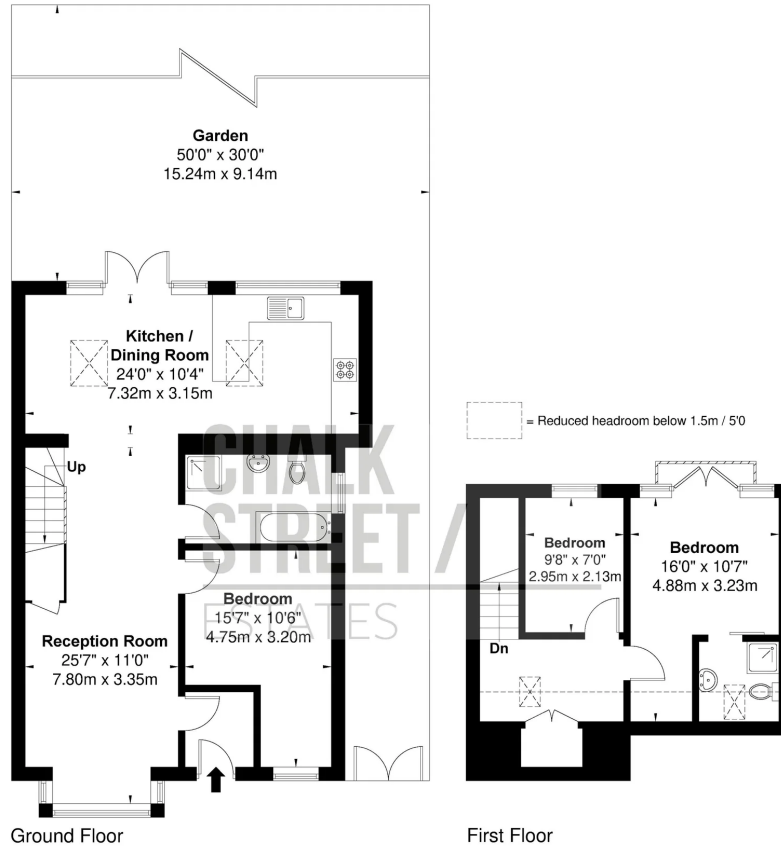 Garden
50'0" x 30'0"
15.24m x 9.14m
Kitchen /
Dining Room
24'0" x 10'4"
7.32m x 3.15m
= Reduced headroom below 1.5m / 5'0
CHALK
STREET /
ESTATES
Up
Bedroom
15'7" x 10'6"
4.75m x 3.20m
Reception Room
25'7" x 11'0"
7.80m x 3.35m
Bedroom
9'8" x 7'0"
2.95m x 2.13m
Bedroom
16'0" x 10'7"
4.88m x 3.23m
Dn
Ground Floor
First Floor